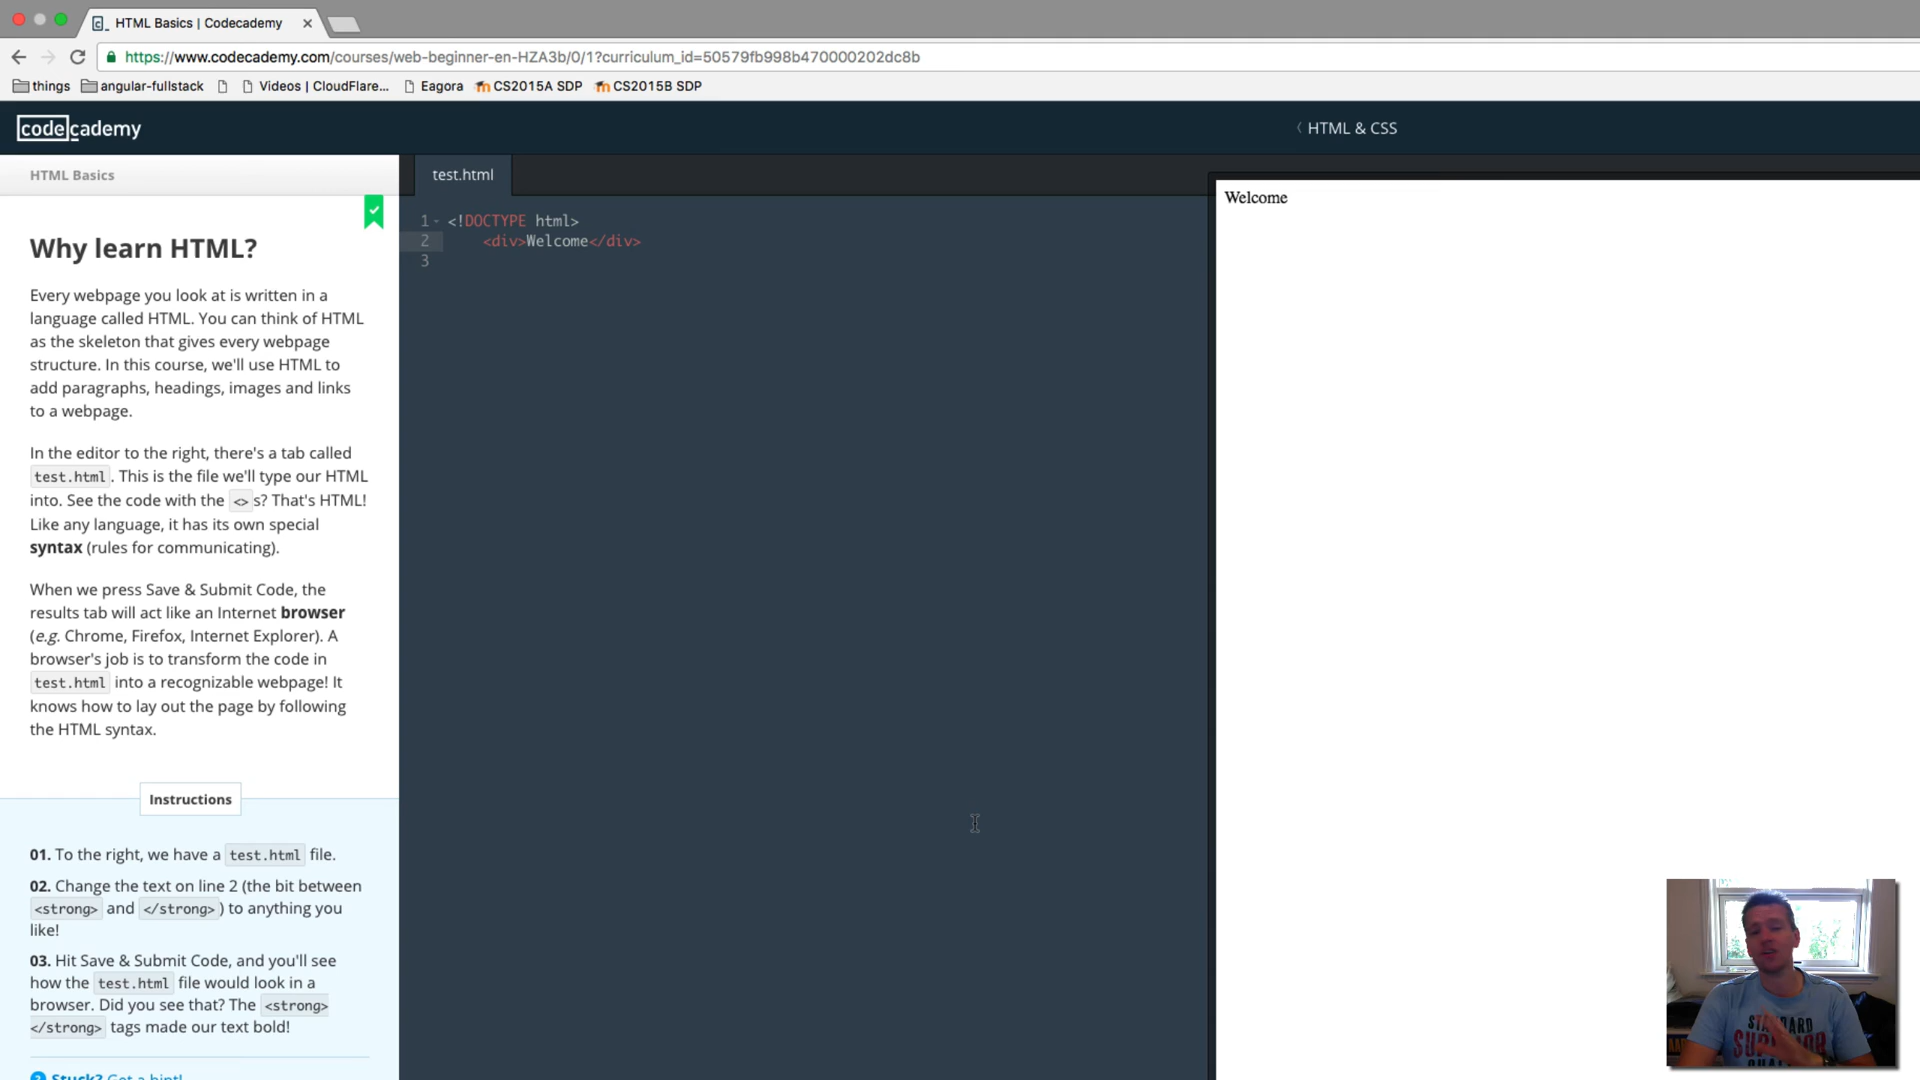 HTML Basics | Codecademy
https://www.codecademy.com/courses/web-beginner-en-HZA3b/0/1?curriculum_id=50579fb998b470000202dc8b
things angular-fullstack Videos | CloudFlare... Eagora CS2015A SDP CS2015B SDP
codecademy
HTML & CSS
HTML Basics
Why learn HTML?
Every webpage you look at is written in a
language called HTML. You can think of HTML
as the skeleton that gives every webpage
structure. In this course, we'll use HTML to
add paragraphs, headings, images and links
to a webpage.
In the editor to the right, there's a tab called
test.html. This is the file we'll type our HTML
into. See the code with the <>s? That's HTML!
Like any language, it has its own special
syntax (rules for communicating).
When we press Save & Submit Code, the
results tab will act like an Internet browser
(e.g. Chrome, Firefox, Internet Explorer). A
browser's job is to transform the code in
test.html into a recognizable webpage! It
knows how to lay out the page by following
the HTML syntax.
Instructions
01. To the right, we have a test.html file.
02. Change the text on line 2 (the bit between
<strong> and </strong>) to anything you
like!
03. Hit Save & Submit Code, and you'll see
how the test.html file would look in a
browser. Did you see that? The <strong>
</strong> tags made our text bold!
Stuck? Get a hint!
test.html
1 <!DOCTYPE html>
2 <div>Welcome</div>
3
Welcome
STANDARD